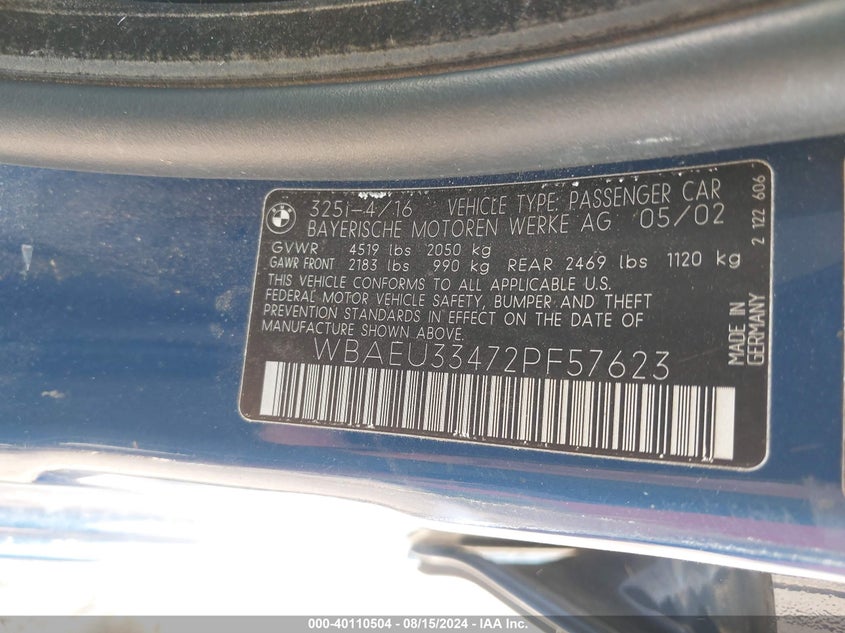 325i-4/16 VEHICLE TYPE: PASSENGER CAR
BAYERISCHE MOTOREN WERKE AG 05/02
GVWR 4519 lbs 2050 kg
GAWR FRONT 2183 lbs 990 kg REAR 2469 lbs 1120 kg
THIS VEHICLE CONFORMS TO ALL APPLICABLE U.S.
FEDERAL MOTOR VEHICLE SAFETY, BUMPER AND THEFT
PREVENTION STANDARDS IN EFFECT ON THE DATE OF
MANUFACTURE SHOWN ABOVE.
WBAEU33472PF57623
MADE IN
GERMANY
2 122 606
000-40110504 - 08/15/2024 - IAA Inc.